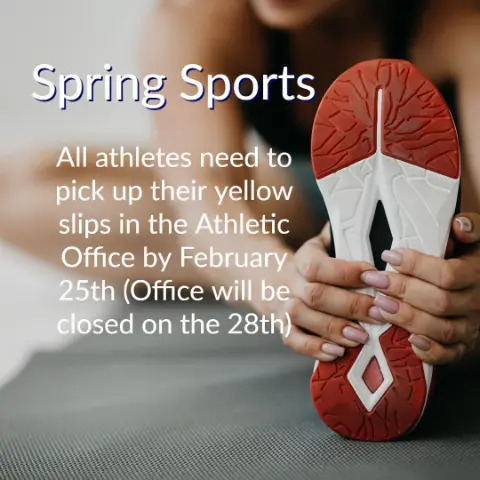 Spring Sports
All athletes need to
pick up their yellow
slips in the Athletic
Office by February
25th (Office will be
closed on the 28th)